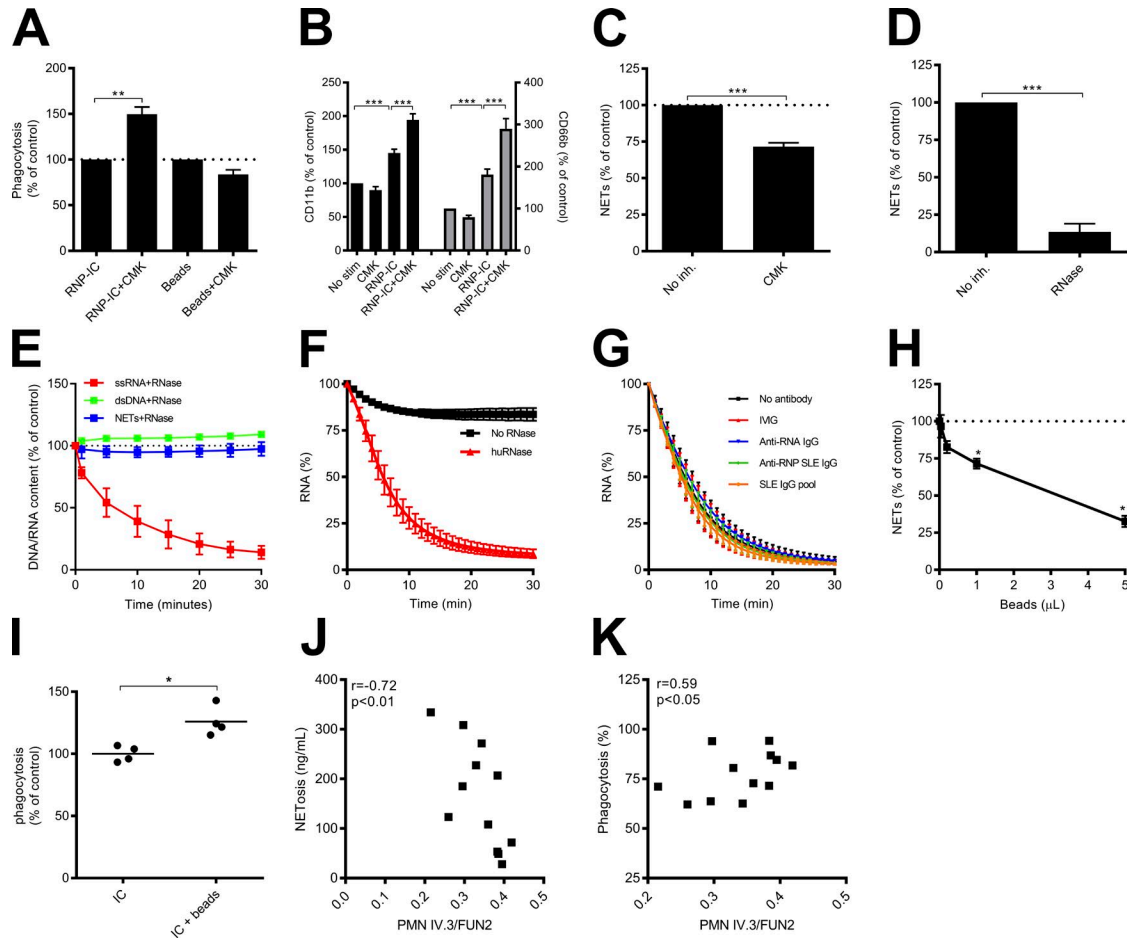 A
B
C
D
Phagocytosis
(% of control)
200
150
100
50
0
**
RNP-IC
RNP-IC+CMK
Beads
Beads+CMK
CD11b (% of control)
250
200
150
100
50
0
***
***
***
***
400
300
200
100
0
CD66b (% of control)
No stim
CMK
RNP-IC
RNP-IC+CMK
No stim
CMK
RNP-IC
RNP-IC+CMK
NETs (% of control)
125
100
75
50
25
0
***
No inh.
CMK
NETs (% of control)
125
100
75
50
25
0
***
No inh.
RNase
E
F
G
H
DNA/RNA content (% of control)
150
100
50
0
ssRNA+RNase
dsDNA+RNase
NETs+RNase
0
10
20
30
Time (minutes)
RNA (%)
100
75
50
25
0
No RNase
huRNase
0
10
20
30
Time (min)
RNA (%)
100
75
50
25
0
No antibody
IVIG
Anti-RNA IgG
Anti-RNP SLE IgG
SLE IgG pool
0
10
20
30
Time (min)
NETs (% of control)
125
100
75
50
25
0
*
*
0
1
2
3
4
5
Beads (μL)
I
J
K
phagocytosis
(% of control)
150
100
50
0
*
IC
IC + beads
r=-0.72
p<0.01
NETosis (ng/mL)
400
300
200
100
0
0.0
0.1
0.2
0.3
0.4
0.5
PMN IV.3/FUN2
r=0.59
p<0.05
Phagocytosis (%)
125
100
75
50
25
0.2
0.3
0.4
0.5
PMN IV.3/FUN2